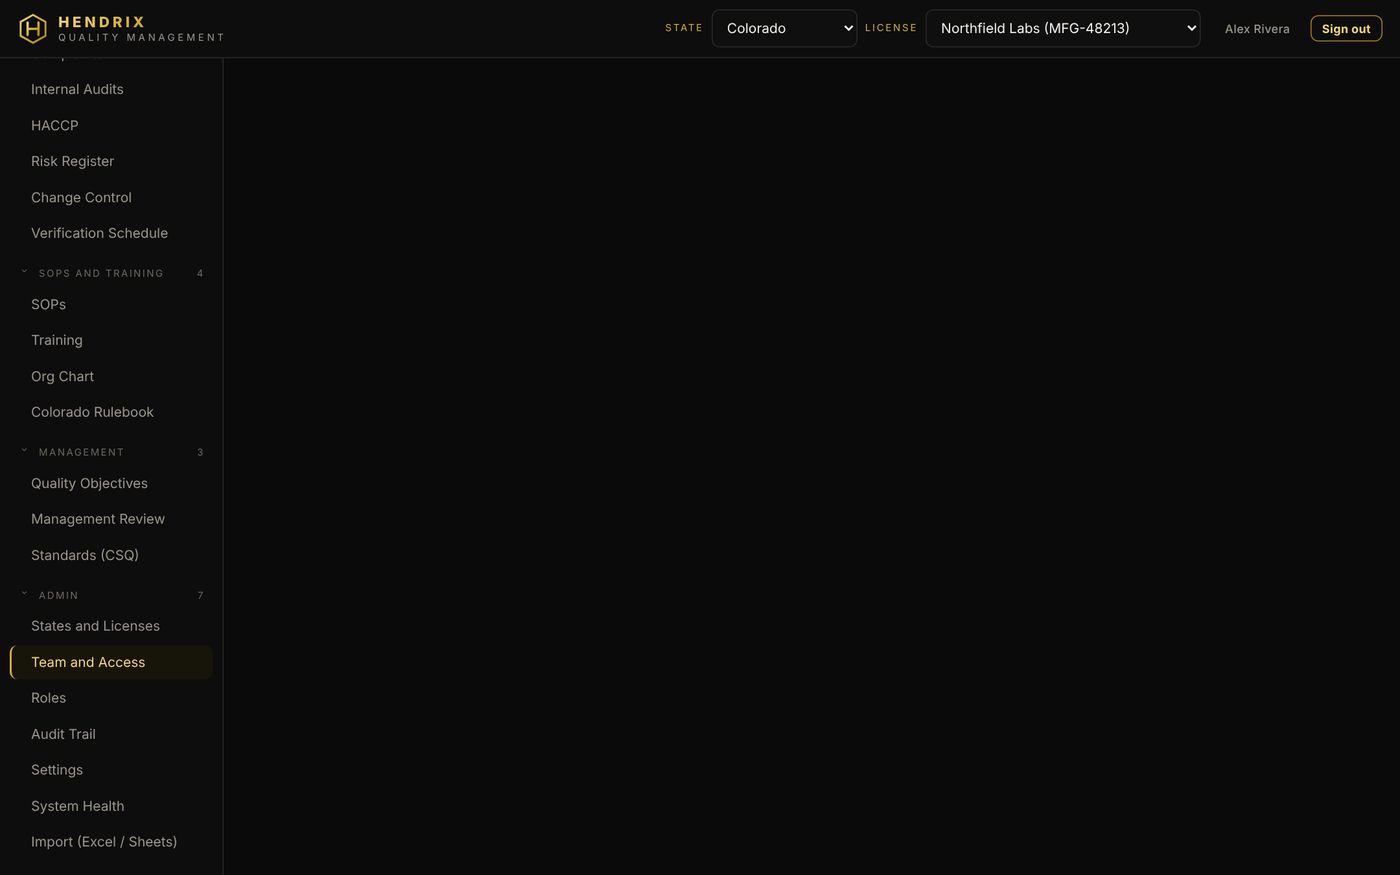 HENDRIX
QUALITY MANAGEMENT
STATE
Colorado
LICENSE
Northfield Labs (MFG-48213)
Alex Rivera
Sign out
Internal Audits
HACCP
Risk Register
Change Control
Verification Schedule
SOPS AND TRAINING 4
SOPs
Training
Org Chart
Colorado Rulebook
MANAGEMENT 3
Quality Objectives
Management Review
Standards (CSQ)
ADMIN 7
States and Licenses
Team and Access
Roles
Audit Trail
Settings
System Health
Import (Excel / Sheets)